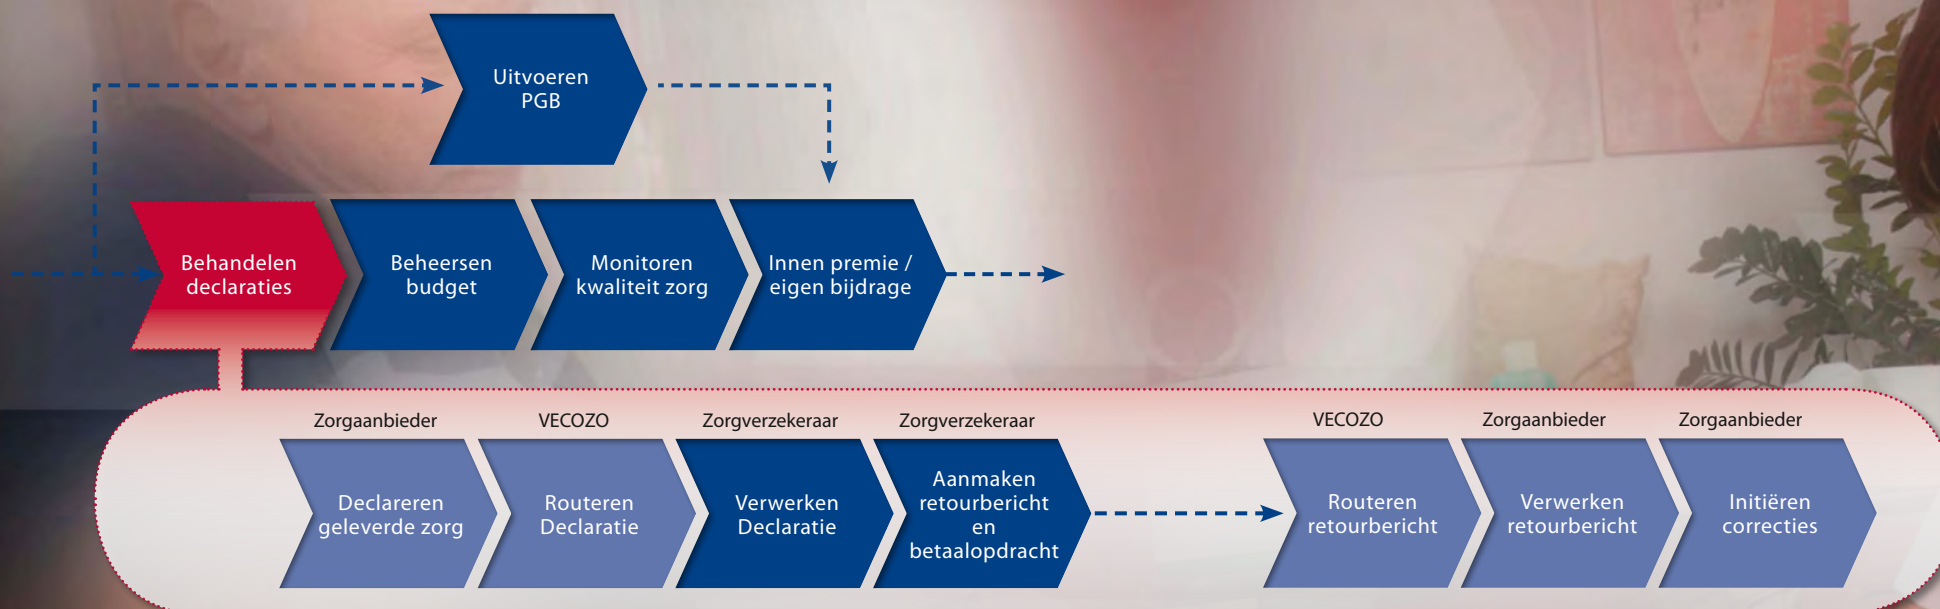 Uitvoeren
PGB
Behandelen
declaraties
Beheersen
budget
Monitoren
kwaliteit zorg
Innen premie /
eigen bijdrage
Zorgaanbieder
VECOZO
Zorgverzekeraar
Zorgverzekeraar
VECOZO
Zorgaanbieder
Zorgaanbieder
Declareren
geleverde zorg
Routeren
Declaratie
Verwerken
Declaratie
Aanmaken
retourbericht
en
betaalopdracht
Routeren
retourbericht
Verwerken
retourbericht
Initiëren
correcties